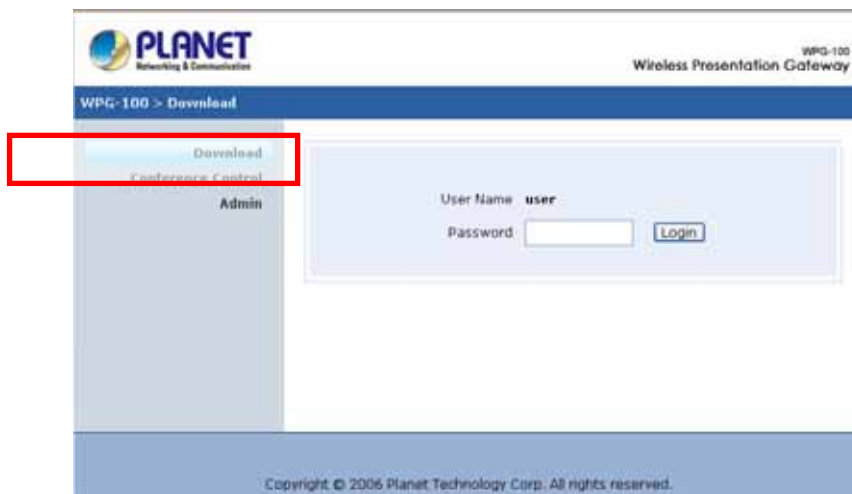 PLANET
Networking & Communication
WPG-100
Wireless Presentation Gateway
WPG-100 > Download
Download
Conference Control
Admin
User Name user
Password
Login
Copyright © 2006 Planet Technology Corp. All rights reserved.